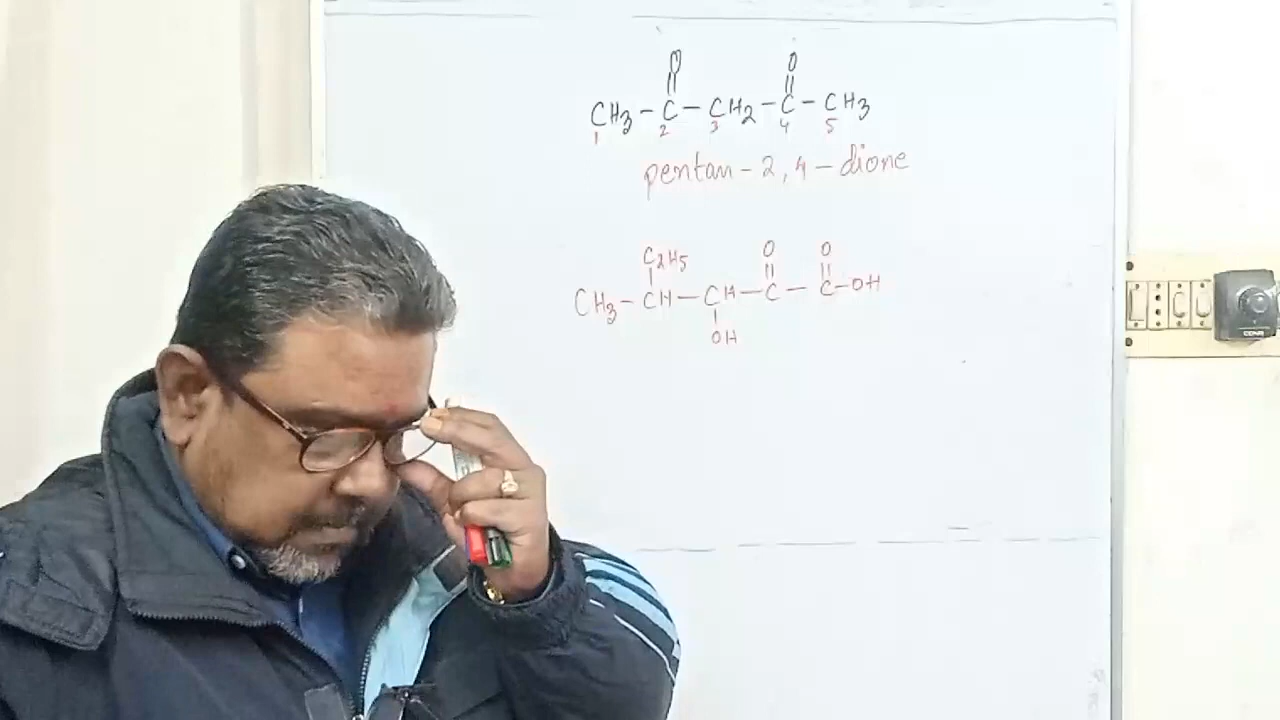 O O
|| ||
CH3 – C – CH2 – C – CH3
1 2 3 4 5
pentan – 2, 4 – dione
C2H5 O O
| || ||
CH3 – CH – CH – C – C – OH
|
OH